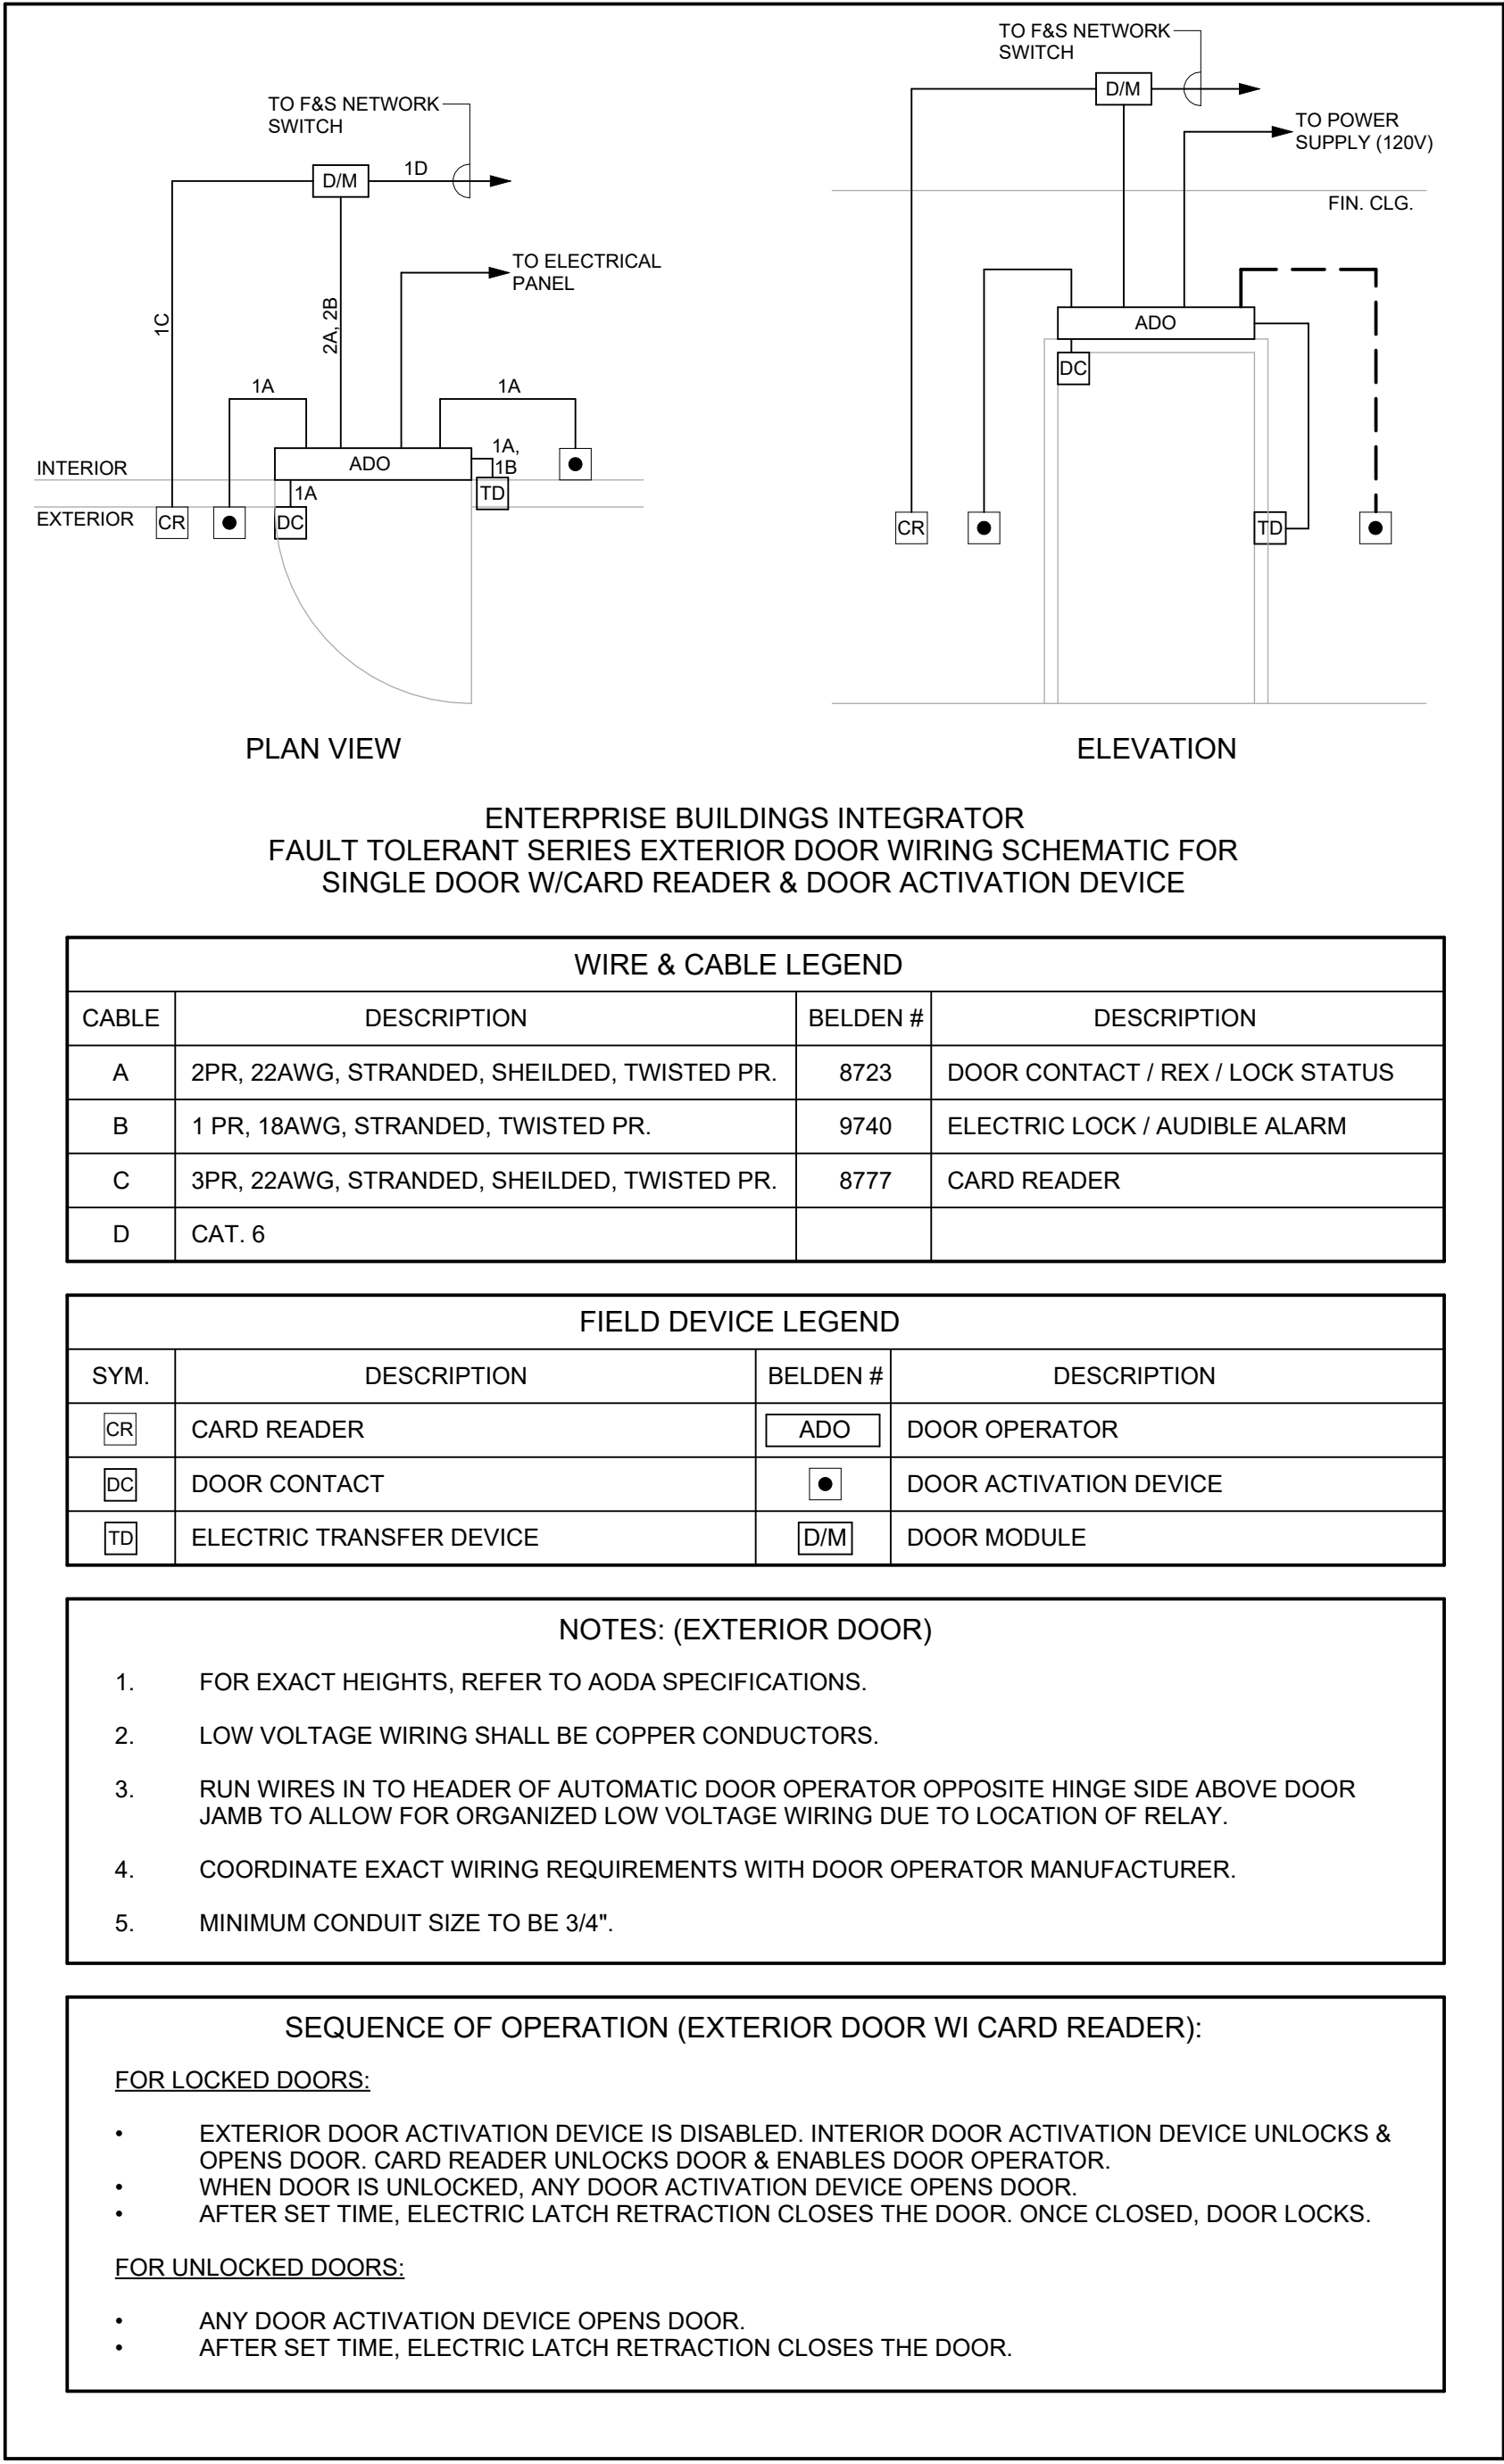 TO F&S NETWORK
SWITCH
D/M
1D
TO ELECTRICAL
PANEL
1C
2A, 2B
1A
1A
ADO
1A,
1B
INTERIOR
EXTERIOR
CR
1A
DC
TD
PLAN VIEW
TO F&S NETWORK
SWITCH
D/M
TO POWER
SUPPLY (120V)
FIN. CLG.
ADO
DC
CR
TD
ELEVATION
ENTERPRISE BUILDINGS INTEGRATOR
FAULT TOLERANT SERIES EXTERIOR DOOR WIRING SCHEMATIC FOR
SINGLE DOOR W/CARD READER & DOOR ACTIVATION DEVICE
WIRE & CABLE LEGEND
CABLE DESCRIPTION BELDEN # DESCRIPTION
A 2PR, 22AWG, STRANDED, SHEILDED, TWISTED PR. 8723 DOOR CONTACT / REX / LOCK STATUS
B 1 PR, 18AWG, STRANDED, TWISTED PR. 9740 ELECTRIC LOCK / AUDIBLE ALARM
C 3PR, 22AWG, STRANDED, SHEILDED, TWISTED PR. 8777 CARD READER
D CAT. 6
FIELD DEVICE LEGEND
SYM. DESCRIPTION BELDEN # DESCRIPTION
CR CARD READER ADO DOOR OPERATOR
DC DOOR CONTACT DOOR ACTIVATION DEVICE
TD ELECTRIC TRANSFER DEVICE D/M DOOR MODULE
NOTES: (EXTERIOR DOOR)
1. FOR EXACT HEIGHTS, REFER TO AODA SPECIFICATIONS.
2. LOW VOLTAGE WIRING SHALL BE COPPER CONDUCTORS.
3. RUN WIRES IN TO HEADER OF AUTOMATIC DOOR OPERATOR OPPOSITE HINGE SIDE ABOVE DOOR
JAMB TO ALLOW FOR ORGANIZED LOW VOLTAGE WIRING DUE TO LOCATION OF RELAY.
4. COORDINATE EXACT WIRING REQUIREMENTS WITH DOOR OPERATOR MANUFACTURER.
5. MINIMUM CONDUIT SIZE TO BE 3/4".
SEQUENCE OF OPERATION (EXTERIOR DOOR WI CARD READER):
FOR LOCKED DOORS:
• EXTERIOR DOOR ACTIVATION DEVICE IS DISABLED. INTERIOR DOOR ACTIVATION DEVICE UNLOCKS &
OPENS DOOR. CARD READER UNLOCKS DOOR & ENABLES DOOR OPERATOR.
• WHEN DOOR IS UNLOCKED, ANY DOOR ACTIVATION DEVICE OPENS DOOR.
• AFTER SET TIME, ELECTRIC LATCH RETRACTION CLOSES THE DOOR. ONCE CLOSED, DOOR LOCKS.
FOR UNLOCKED DOORS:
• ANY DOOR ACTIVATION DEVICE OPENS DOOR.
• AFTER SET TIME, ELECTRIC LATCH RETRACTION CLOSES THE DOOR.